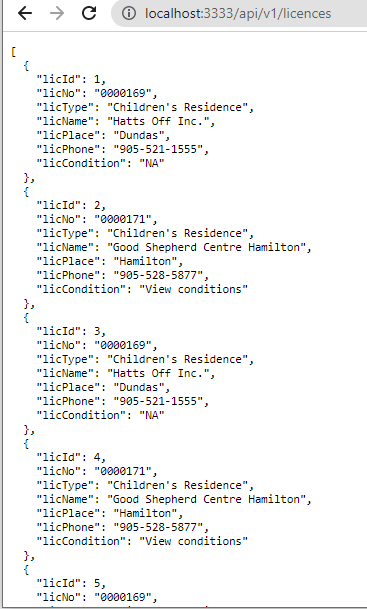 localhost:3333/api/v1/licences
[
{
"licId": 1,
"licNo": "0000169",
"licType": "Children's Residence",
"licName": "Hatts Off Inc.",
"licPlace": "Dundas",
"licPhone": "905-521-1555",
"licCondition": "NA"
},
{
"licId": 2,
"licNo": "0000171",
"licType": "Children's Residence",
"licName": "Good Shepherd Centre Hamilton",
"licPlace": "Hamilton",
"licPhone": "905-528-5877",
"licCondition": "View conditions"
},
{
"licId": 3,
"licNo": "0000169",
"licType": "Children's Residence",
"licName": "Hatts Off Inc.",
"licPlace": "Dundas",
"licPhone": "905-521-1555",
"licCondition": "NA"
},
{
"licId": 4,
"licNo": "0000171",
"licType": "Children's Residence",
"licName": "Good Shepherd Centre Hamilton",
"licPlace": "Hamilton",
"licPhone": "905-528-5877",
"licCondition": "View conditions"
},
{
"licId": 5,
"licNo": "0000169",